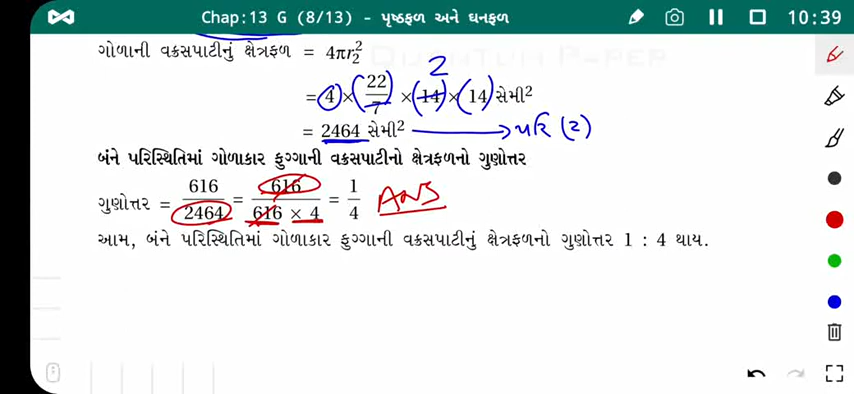 Chap:13 G (8/13) - પૃષ્ઠફળ અને ઘનફળ 10:39
ગોળાની વક્રસપાટીનું ક્ષેત્રફળ = 4πr₂²
2
= 4 × (22/7) × (14) × (14) સેમી²
= 2464 સેમી² → પરિ (2)
બંને પરિસ્થિતિમાં ગોળાકાર ફુગ્ગાની વક્રસપાટીનો ક્ષેત્રફળનો ગુણોત્તર
ગુણોત્તર = 616/2464 = 616/(616 × 4) = 1/4 ANS
આમ, બંને પરિસ્થિતિમાં ગોળાકાર ફુગ્ગાની વક્રસપાટીનું ક્ષેત્રફળનો ગુણોત્તર 1 : 4 થાય.